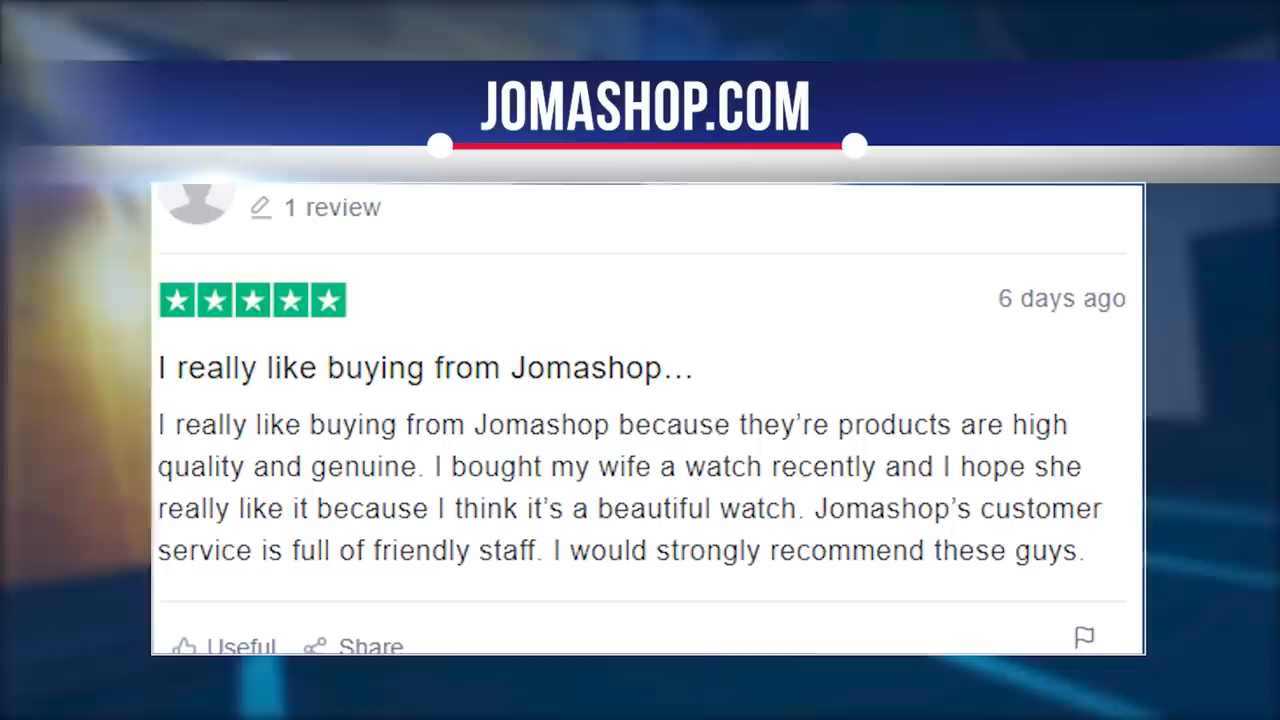 JOMASHOP.COM
1 review
6 days ago
I really like buying from Jomashop...
I really like buying from Jomashop because they're products are high
quality and genuine. I bought my wife a watch recently and I hope she
really like it because I think it's a beautiful watch. Jomashop's customer
service is full of friendly staff. I would strongly recommend these guys.
Useful Share